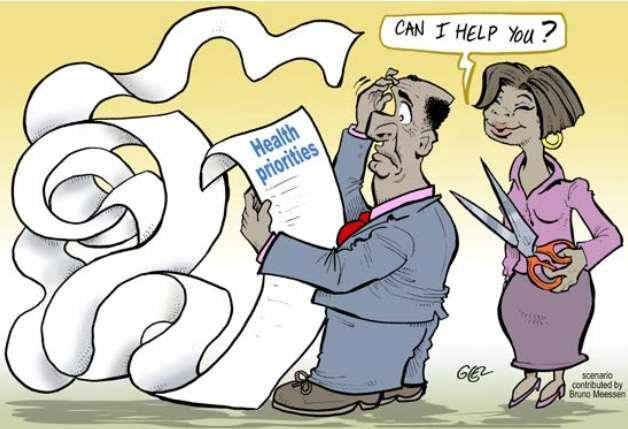 CAN I HELP YOU?
Health
priorities
GLEZ
scenario
contributed by
Bruno Meessen